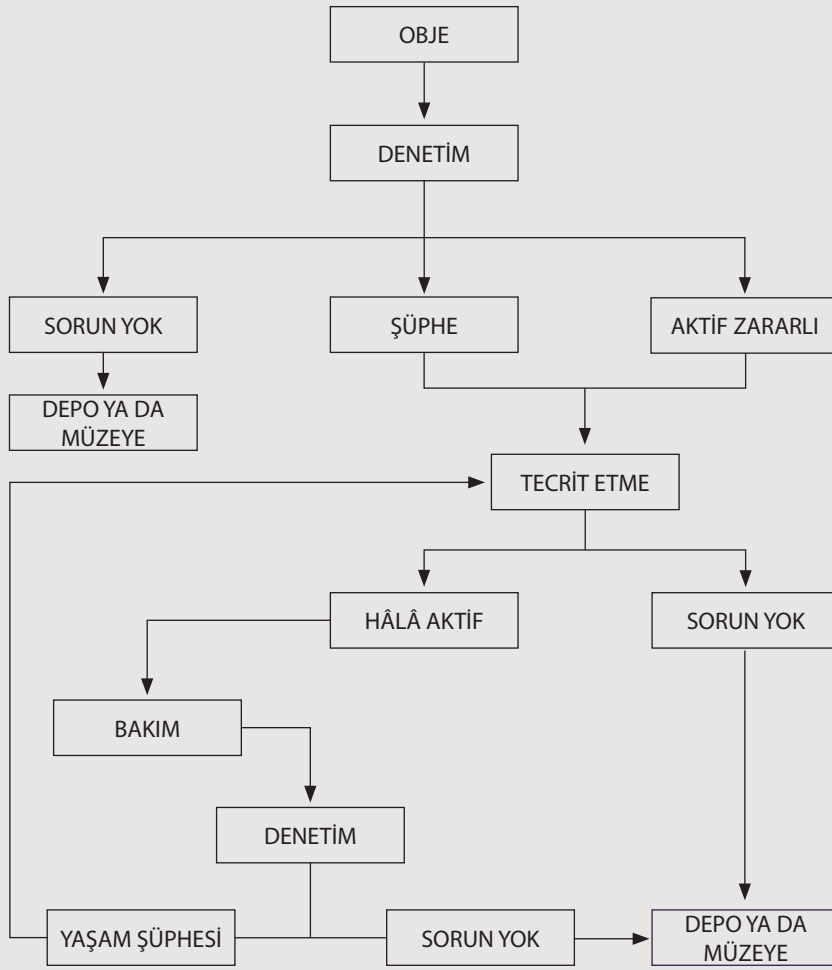 OBJE
DENETİM
SORUN YOK
ŞÜPHE
AKTİF ZARARLI
DEPO YA DA
MÜZEYE
TECRİT ETME
HÂLÂ AKTİF
SORUN YOK
BAKIM
DENETİM
YAŞAM ŞÜPHESİ
SORUN YOK
DEPO YA DA
MÜZEYE